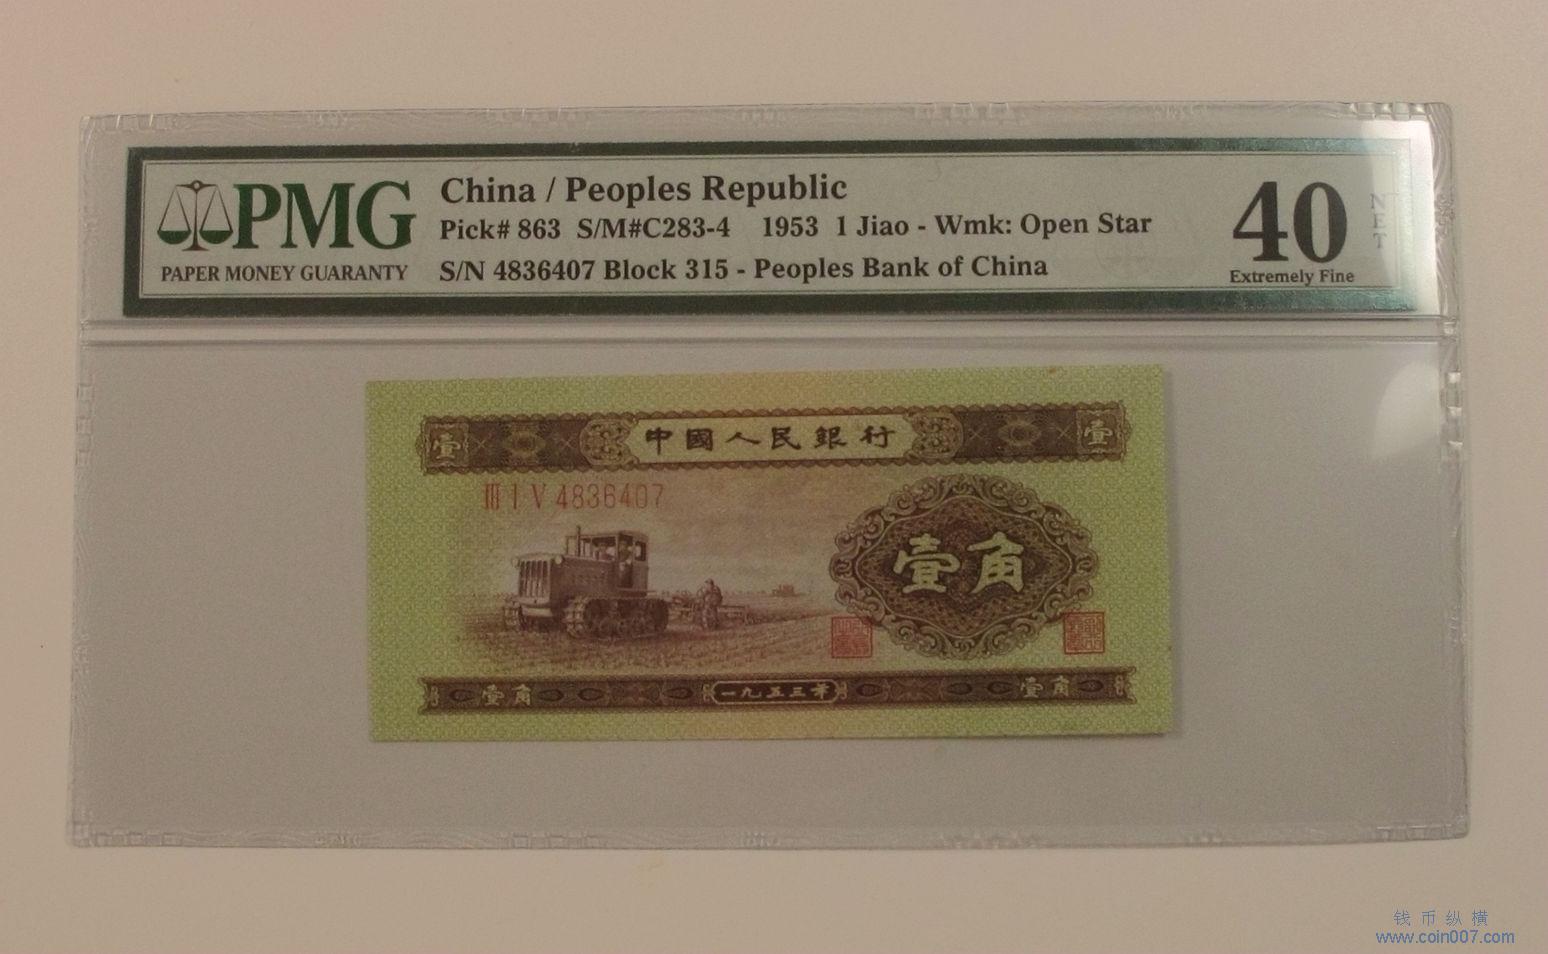 PMG
PAPER MONEY GUARANTY
China / Peoples Republic
Pick# 863 S/M#C283-4 1953 1 Jiao - Wmk: Open Star
S/N 4836407 Block 315 - Peoples Bank of China
40
NET
Extremely Fine
壹 中國人民銀行 壹
III I V 4836407
壹角
壹角 一九五三年 壹角
钱币纵横
www.coin007.com